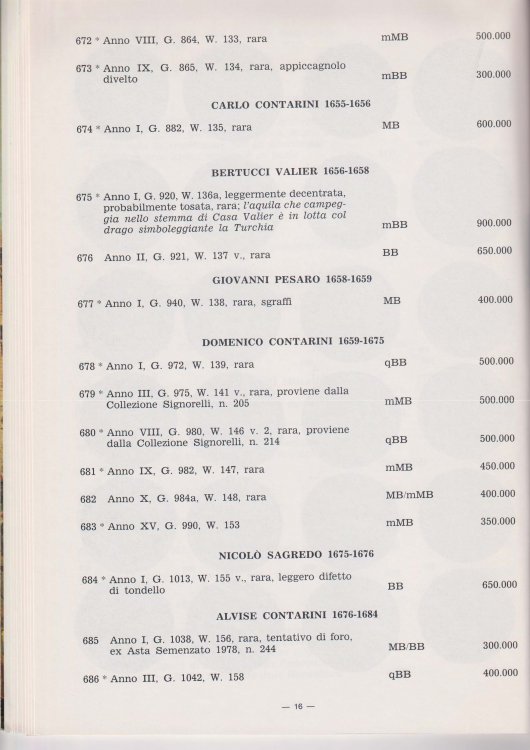 672 * Anno VIII, G. 864, W. 133, rara mMB 500.000
673 * Anno IX, G. 865, W. 134, rara, appiccagnolo
divelto mBB 300.000
CARLO CONTARINI 1655-1656
674 * Anno I, G. 882, W. 135, rara MB 600.000
BERTUCCI VALIER 1656-1658
675 * Anno I, G. 920, W. 136a, leggermente decentrata,
probabilmente tosata, rara; l'aquila che campeg-
gia nello stemma di Casa Valier è in lotta col
drago simboleggiante la Turchia mBB 900.000
676 Anno II, G. 921, W. 137 v., rara BB 650.000
GIOVANNI PESARO 1658-1659
677 * Anno I, G. 940, W. 138, rara, sgraffi MB 400.000
DOMENICO CONTARINI 1659-1675
678 * Anno I, G. 972, W. 139, rara qBB 500.000
679 * Anno III, G. 975, W. 141 v., rara, proviene dalla
Collezione Signorelli, n. 205 mMB 500.000
680 * Anno VIII, G. 980, W. 146 v. 2, rara, proviene
dalla Collezione Signorelli, n. 214 qBB 500.000
681 * Anno IX, G. 982, W. 147, rara mMB 450.000
682 Anno X, G. 984a, W. 148, rara MB/mMB 400.000
683 * Anno XV, G. 990, W. 153 mMB 350.000
NICOLÒ SAGREDO 1675-1676
684 * Anno I, G. 1013, W. 155 v., rara, leggero difetto
di tondello BB 650.000
ALVISE CONTARINI 1676-1684
685 Anno I, G. 1038, W. 156, rara, tentativo di foro,
ex Asta Semenzato 1978, n. 244 MB/BB 300.000
686 * Anno III, G. 1042, W. 158 qBB 400.000
— 16 —